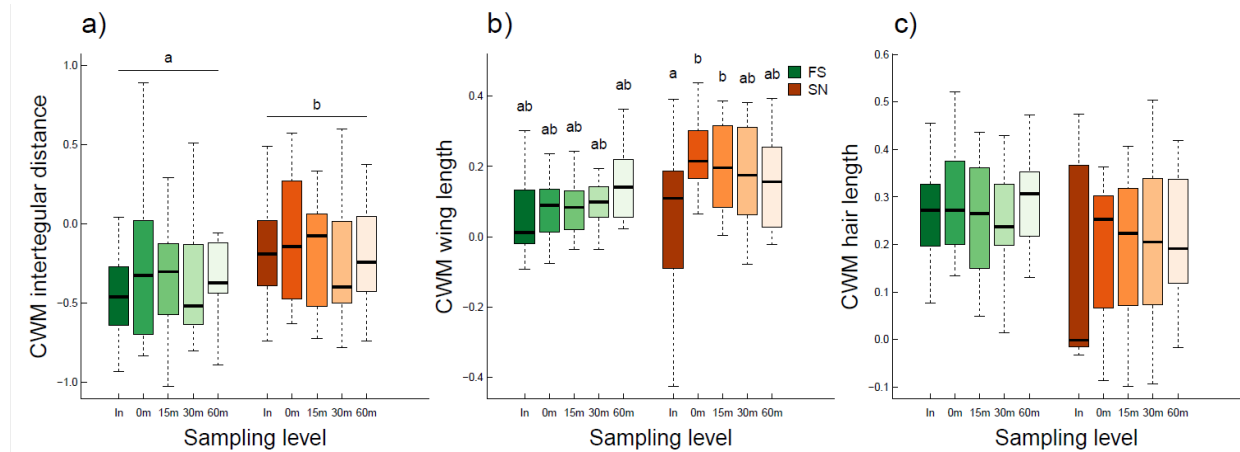 a)
CWM intertegular distance
1.0
0.5
0.0
−0.5
−1.0
a
b
In 0m 15m 30m 60m In 0m 15m 30m 60m
Sampling level
b)
CWM wing length
0.4
0.2
0.0
−0.2
−0.4
ab ab ab ab ab a b b ab ab
FS
SN
In 0m 15m 30m 60m In 0m 15m 30m 60m
Sampling level
c)
CWM hair length
0.6
0.5
0.4
0.3
0.2
0.1
0.0
−0.1
In 0m 15m 30m 60m In 0m 15m 30m 60m
Sampling level